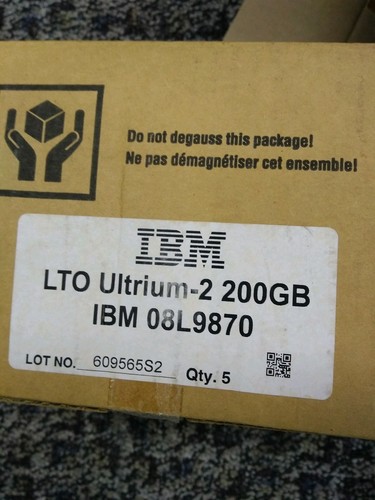 Do not degauss this package!
Ne pas démagnétiser cet ensemble!
IBM
LTO Ultrium-2 200GB
IBM 08L9870
LOT NO. 609565S2 Qty. 5